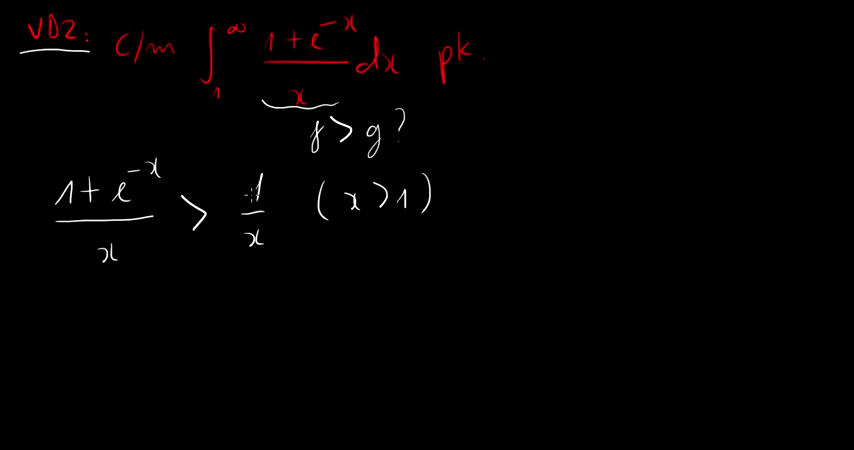 VD2: C/m ∫₁^∞ (1 + e^{-x})/x dx pk.
f > g?
(1 + e^{-x})/x > 1/x (x > 1)